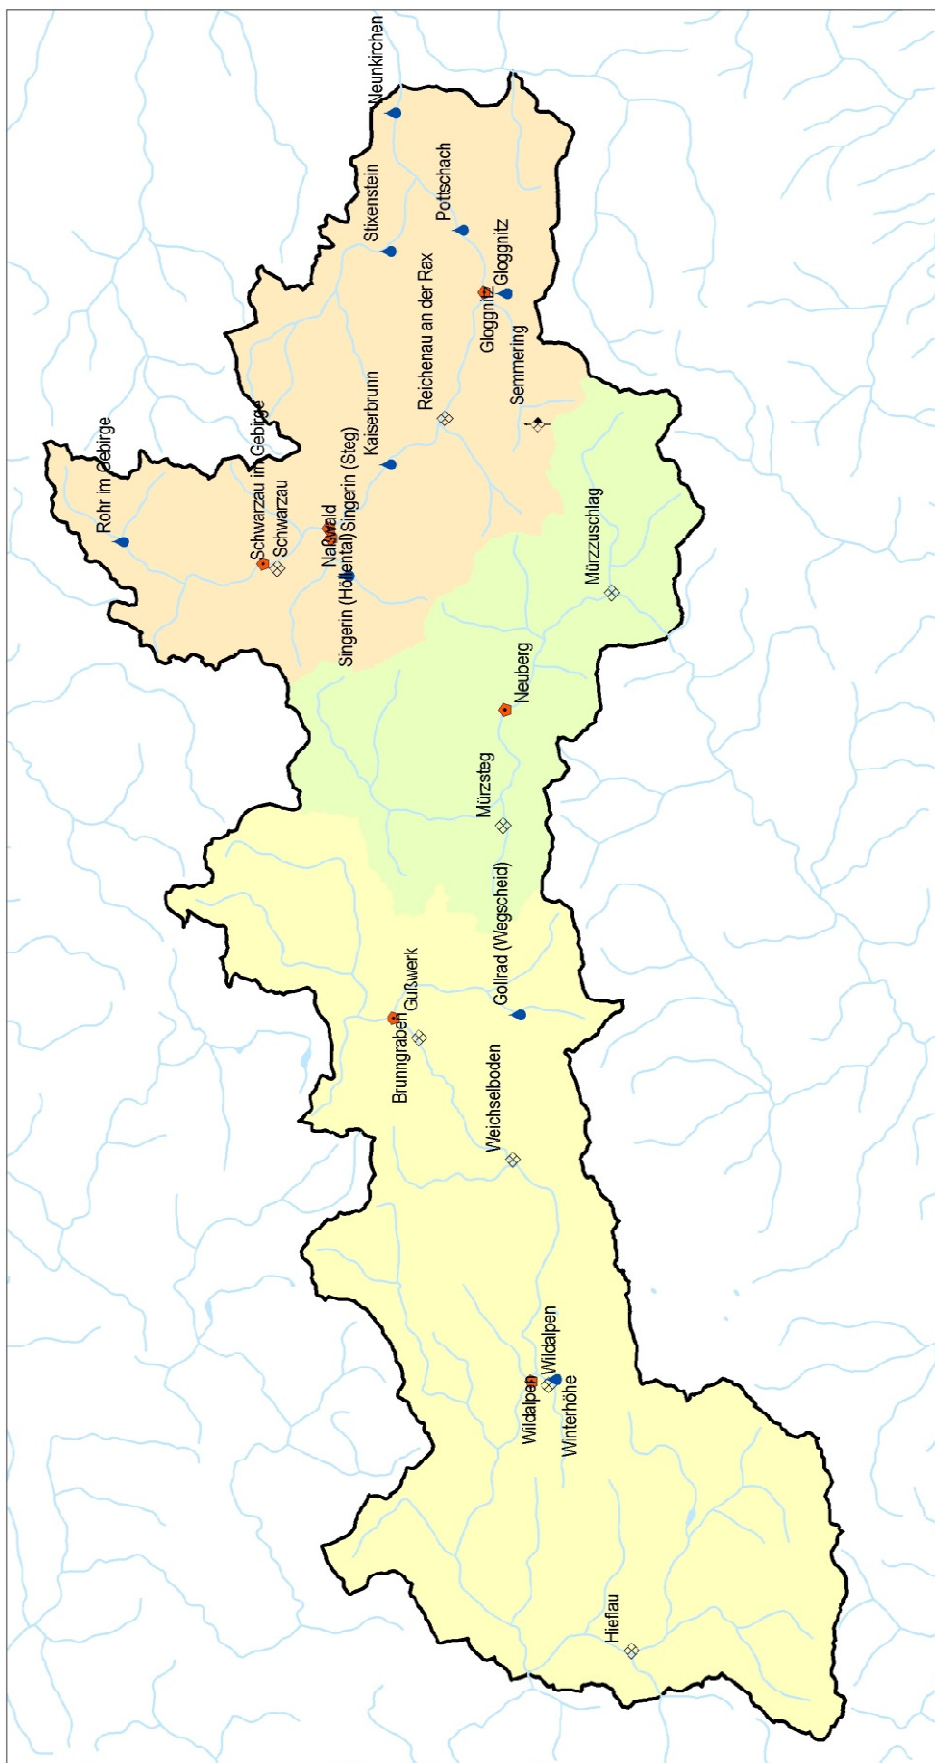 Rohr im Gebirge
Schwarzau im Gebirge
Schwarzau
Naßwald
Singerin (Höllental)
Singerin (Steg)
Kaiserbrunn
Stixenstein
Neunkirchen
Brunngraben
Gußwerk
Reichenau an der Rax
Pottschach
Mürzsteg
Gloggnitz
Weichselboden
Gollrad (Wegscheid)
Gloggnitz
Semmering
Neuberg
Wildalpen
Wildalpen
Winterhöhe
Mürzzuschlag
Hieflau